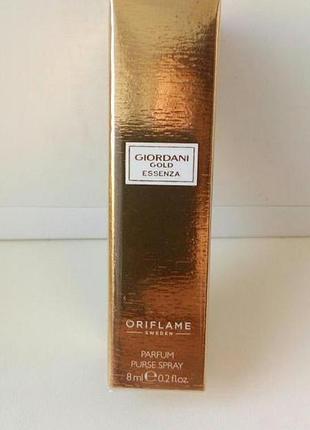 GIORDANI
GOLD
ESSENZA
ORIFLAME
SWEDEN
PARFUM
PURSE SPRAY
8 ml ℮ 0.2 fl.oz.